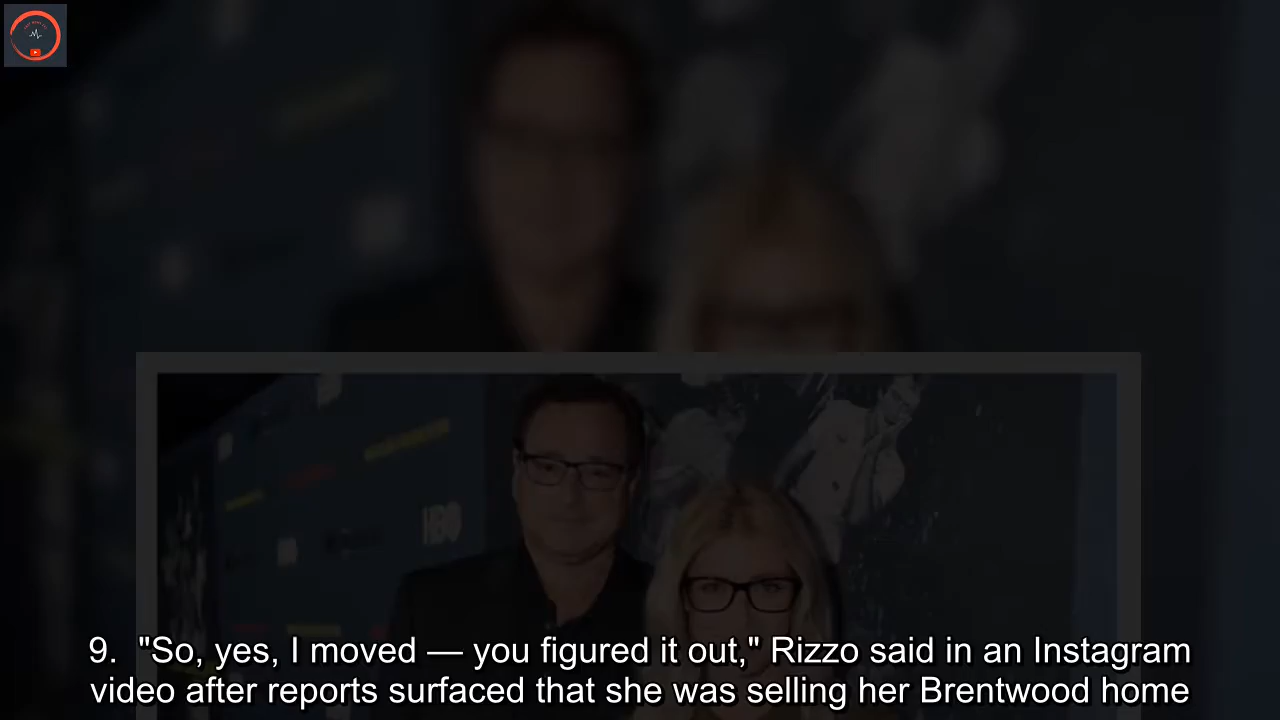 HBO
9. "So, yes, I moved — you figured it out," Rizzo said in an Instagram
video after reports surfaced that she was selling her Brentwood home